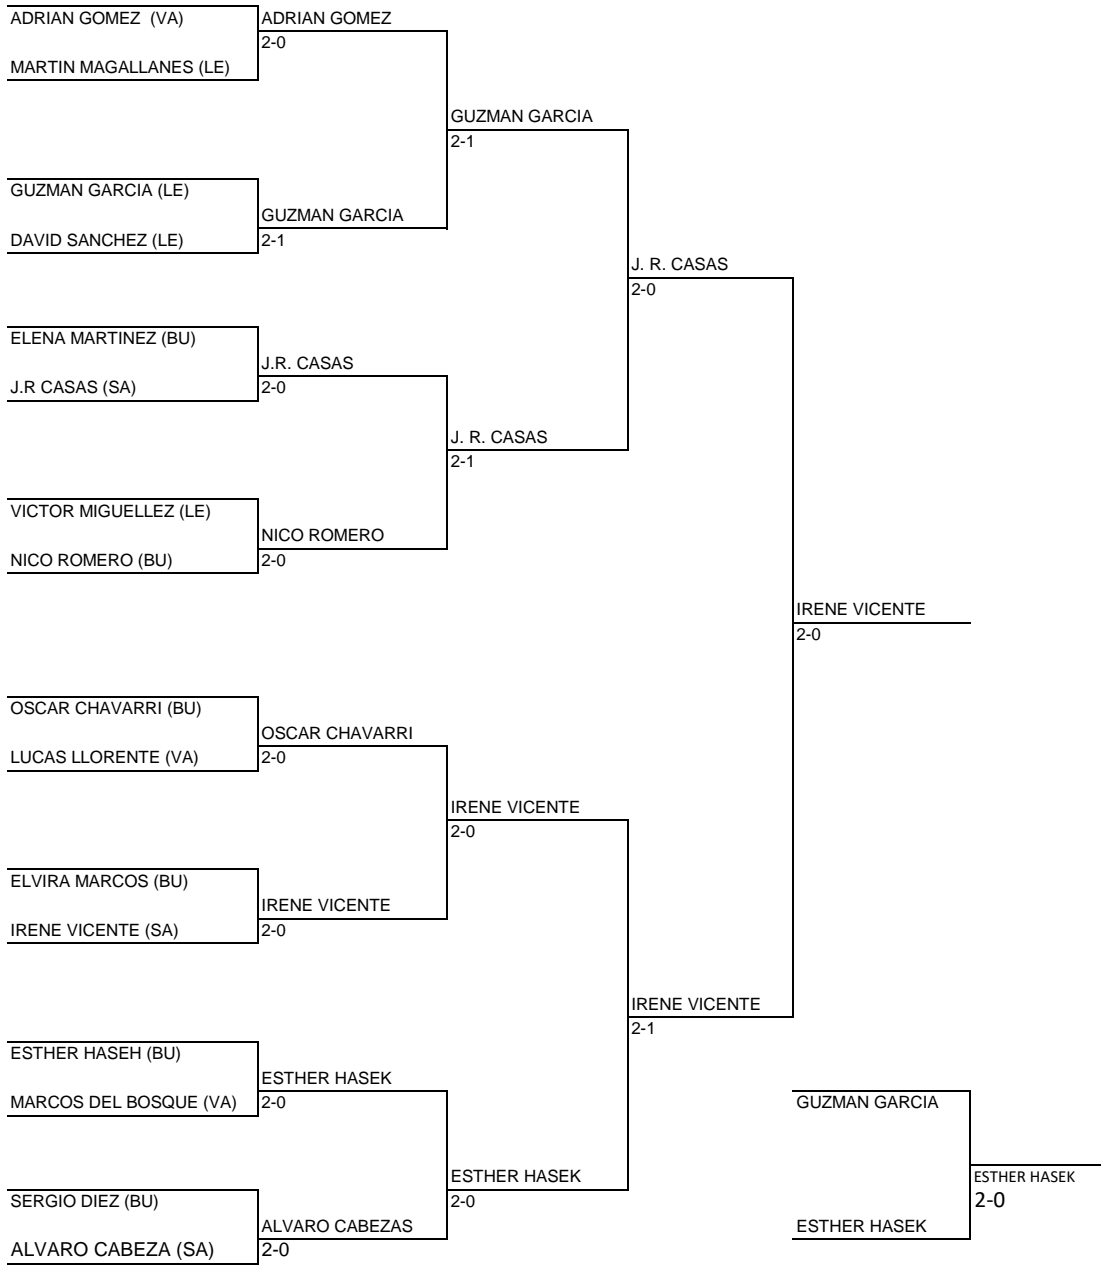 ADRIAN GOMEZ  (VA)
ADRIAN GOMEZ
2-0
MARTIN MAGALLANES (LE)
GUZMAN GARCIA
2-1
GUZMAN GARCIA (LE)
GUZMAN GARCIA
DAVID SANCHEZ (LE)
2-1
J. R. CASAS
2-0
ELENA MARTINEZ (BU)
J.R. CASAS
J.R CASAS (SA)
2-0
J. R. CASAS
2-1
VICTOR MIGUELLEZ (LE)
NICO ROMERO
NICO ROMERO (BU)
2-0
IRENE VICENTE
2-0
OSCAR CHAVARRI (BU)
OSCAR CHAVARRI
LUCAS LLORENTE (VA)
2-0
IRENE VICENTE
2-0
ELVIRA MARCOS (BU)
IRENE VICENTE
IRENE VICENTE (SA)
2-0
IRENE VICENTE
2-1
ESTHER HASEH (BU)
ESTHER HASEK
MARCOS DEL BOSQUE (VA)
2-0
GUZMAN GARCIA
ESTHER HASEK
2-0
ESTHER HASEK
2-0
SERGIO DIEZ (BU)
ALVARO CABEZAS
ESTHER HASEK
ALVARO CABEZA (SA)
2-0